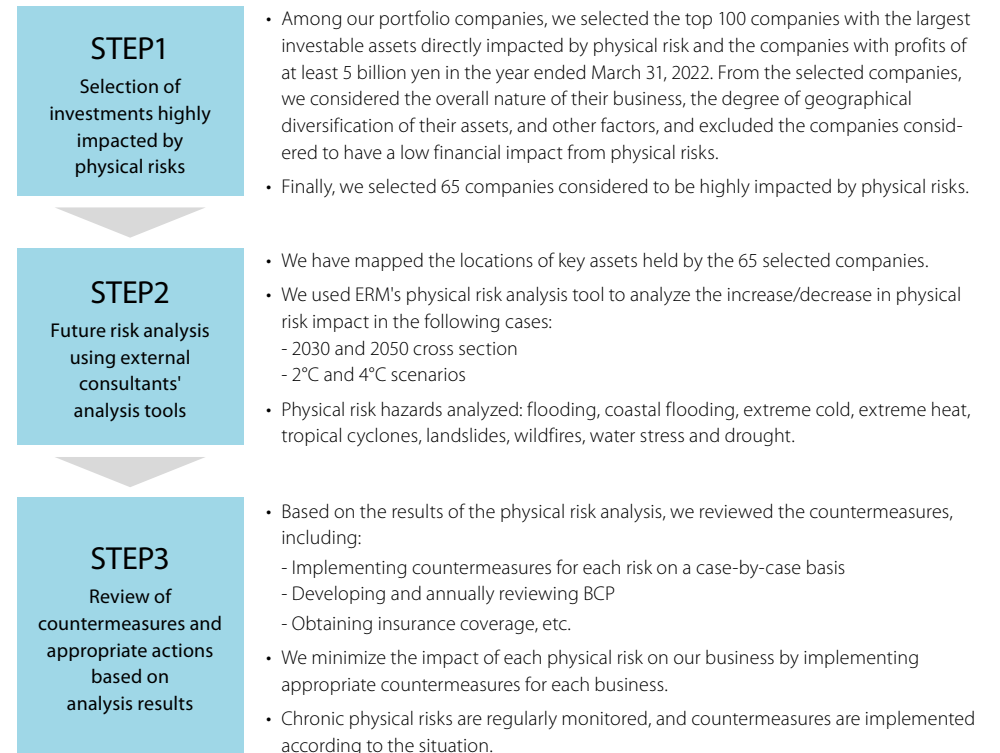 STEP1
Selection of
investments highly
impacted by
physical risks
• Among our portfolio companies, we selected the top 100 companies with the largest
investable assets directly impacted by physical risk and the companies with profits of
at least 5 billion yen in the year ended March 31, 2022. From the selected companies,
we considered the overall nature of their business, the degree of geographical
diversification of their assets, and other factors, and excluded the companies consid-
ered to have a low financial impact from physical risks.
• Finally, we selected 65 companies considered to be highly impacted by physical risks.
STEP2
Future risk analysis
using external
consultants'
analysis tools
• We have mapped the locations of key assets held by the 65 selected companies.
• We used ERM's physical risk analysis tool to analyze the increase/decrease in physical
risk impact in the following cases:
- 2030 and 2050 cross section
- 2°C and 4°C scenarios
• Physical risk hazards analyzed: flooding, coastal flooding, extreme cold, extreme heat,
tropical cyclones, landslides, wildfires, water stress and drought.
STEP3
Review of
countermeasures and
appropriate actions
based on
analysis results
• Based on the results of the physical risk analysis, we reviewed the countermeasures,
including:
- Implementing countermeasures for each risk on a case-by-case basis
- Developing and annually reviewing BCP
- Obtaining insurance coverage, etc.
• We minimize the impact of each physical risk on our business by implementing
appropriate countermeasures for each business.
• Chronic physical risks are regularly monitored, and countermeasures are implemented
according to the situation.